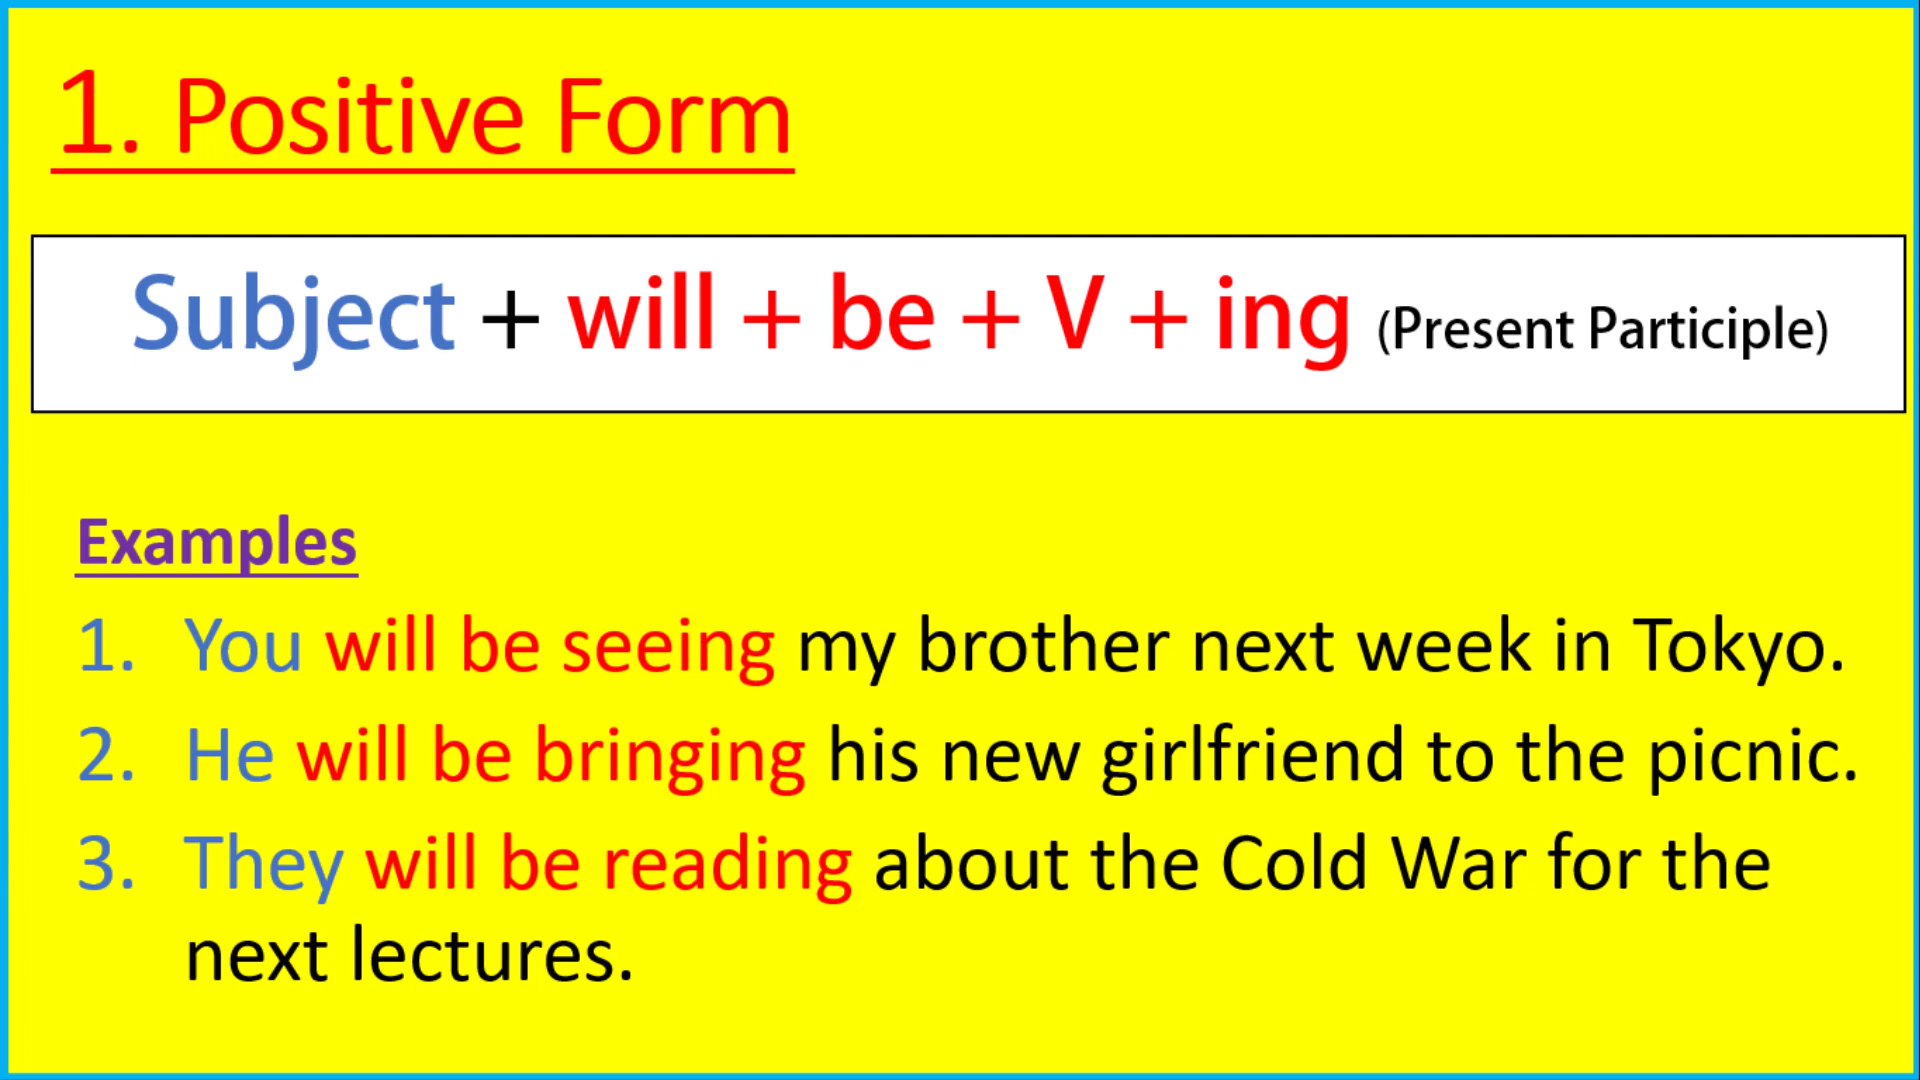 1. Positive Form
Subject + will + be + V + ing (Present Participle)
Examples
1. You will be seeing my brother next week in Tokyo.
2. He will be bringing his new girlfriend to the picnic.
3. They will be reading about the Cold War for the
next lectures.